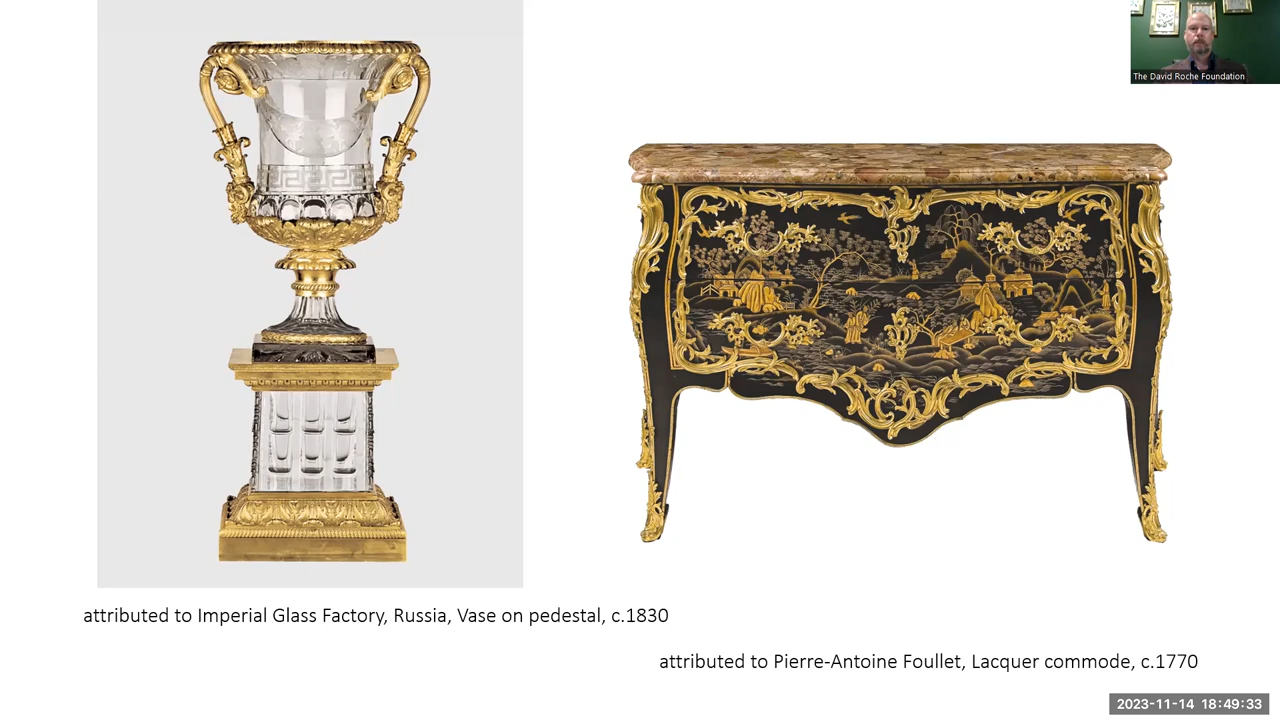 The David Roche Foundation
attributed to Imperial Glass Factory, Russia, Vase on pedestal, c.1830
attributed to Pierre-Antoine Foullet, Lacquer commode, c.1770
2023-11-14 18:49:33